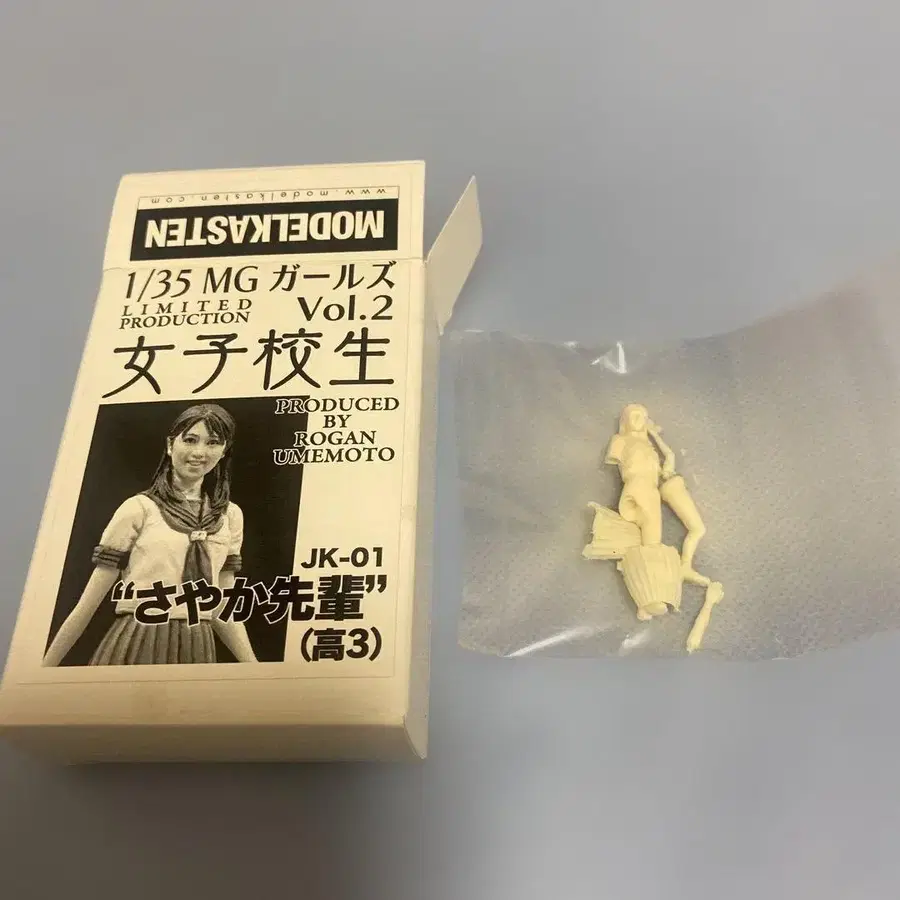 www.modelkasten.com
MODELKASTEN
1/35 MG ガールズ
LIMITED
PRODUCTION
Vol.2
女子校生
PRODUCED
BY
ROGAN
UMEMOTO
JK-01
“さやか先輩”
(高3)